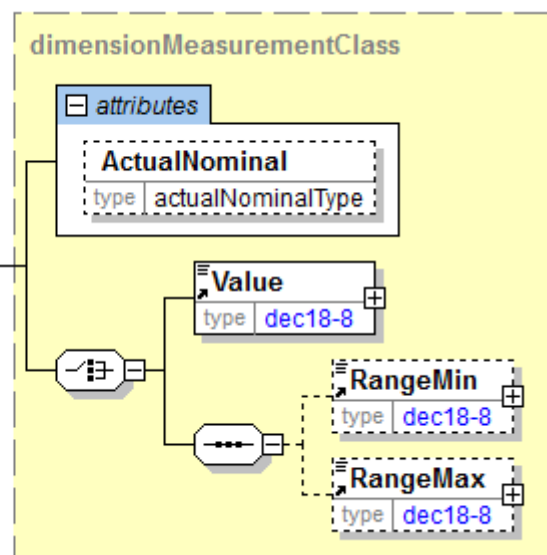 dimensionMeasurementClass
attributes
ActualNominal
type actualNominalType
Value
type dec18-8
RangeMin
type dec18-8
RangeMax
type dec18-8